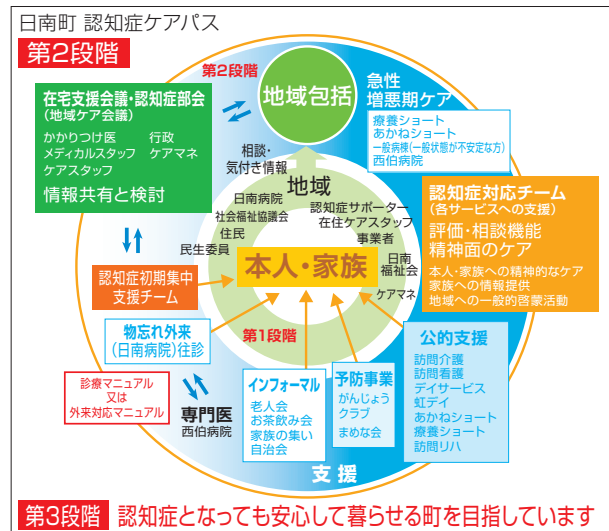 日南町 認知症ケアパス
第2段階
第2段階
地域包括
在宅支援会議・認知症部会
(地域ケア会議)
かかりつけ医 行政
メディカルスタッフ ケアマネ
ケアスタッフ
情報共有と検討
急性
増悪期ケア
療養ショート
あかねショート
一般病棟(一般状態が不安定な方)
西伯病院
相談・
気付き情報
地域
日南病院
社会福祉協議会
住民
民生委員
認知症サポーター
在住ケアスタッフ
事業者
日南
福祉会
ケアマネ
本人・家族
認知症対応チーム
(各サービスへの支援)
評価・相談機能
精神面のケア
本人・家族への精神的なケア
家族への情報提供
地域への一般的啓蒙活動
認知症初期集中
支援チーム
物忘れ外来
(日南病院)往診
第1段階
診療マニュアル
又は
外来対応マニュアル
専門医
西伯病院
インフォーマル
老人会
お茶飲み会
家族の集い
自治会
予防事業
がんじょう
クラブ
まめな会
公的支援
訪問介護
訪問看護
デイサービス
虹デイ
あかねショート
療養ショート
訪問リハ
支援
第3段階 認知症となっても安心して暮らせる町を目指しています